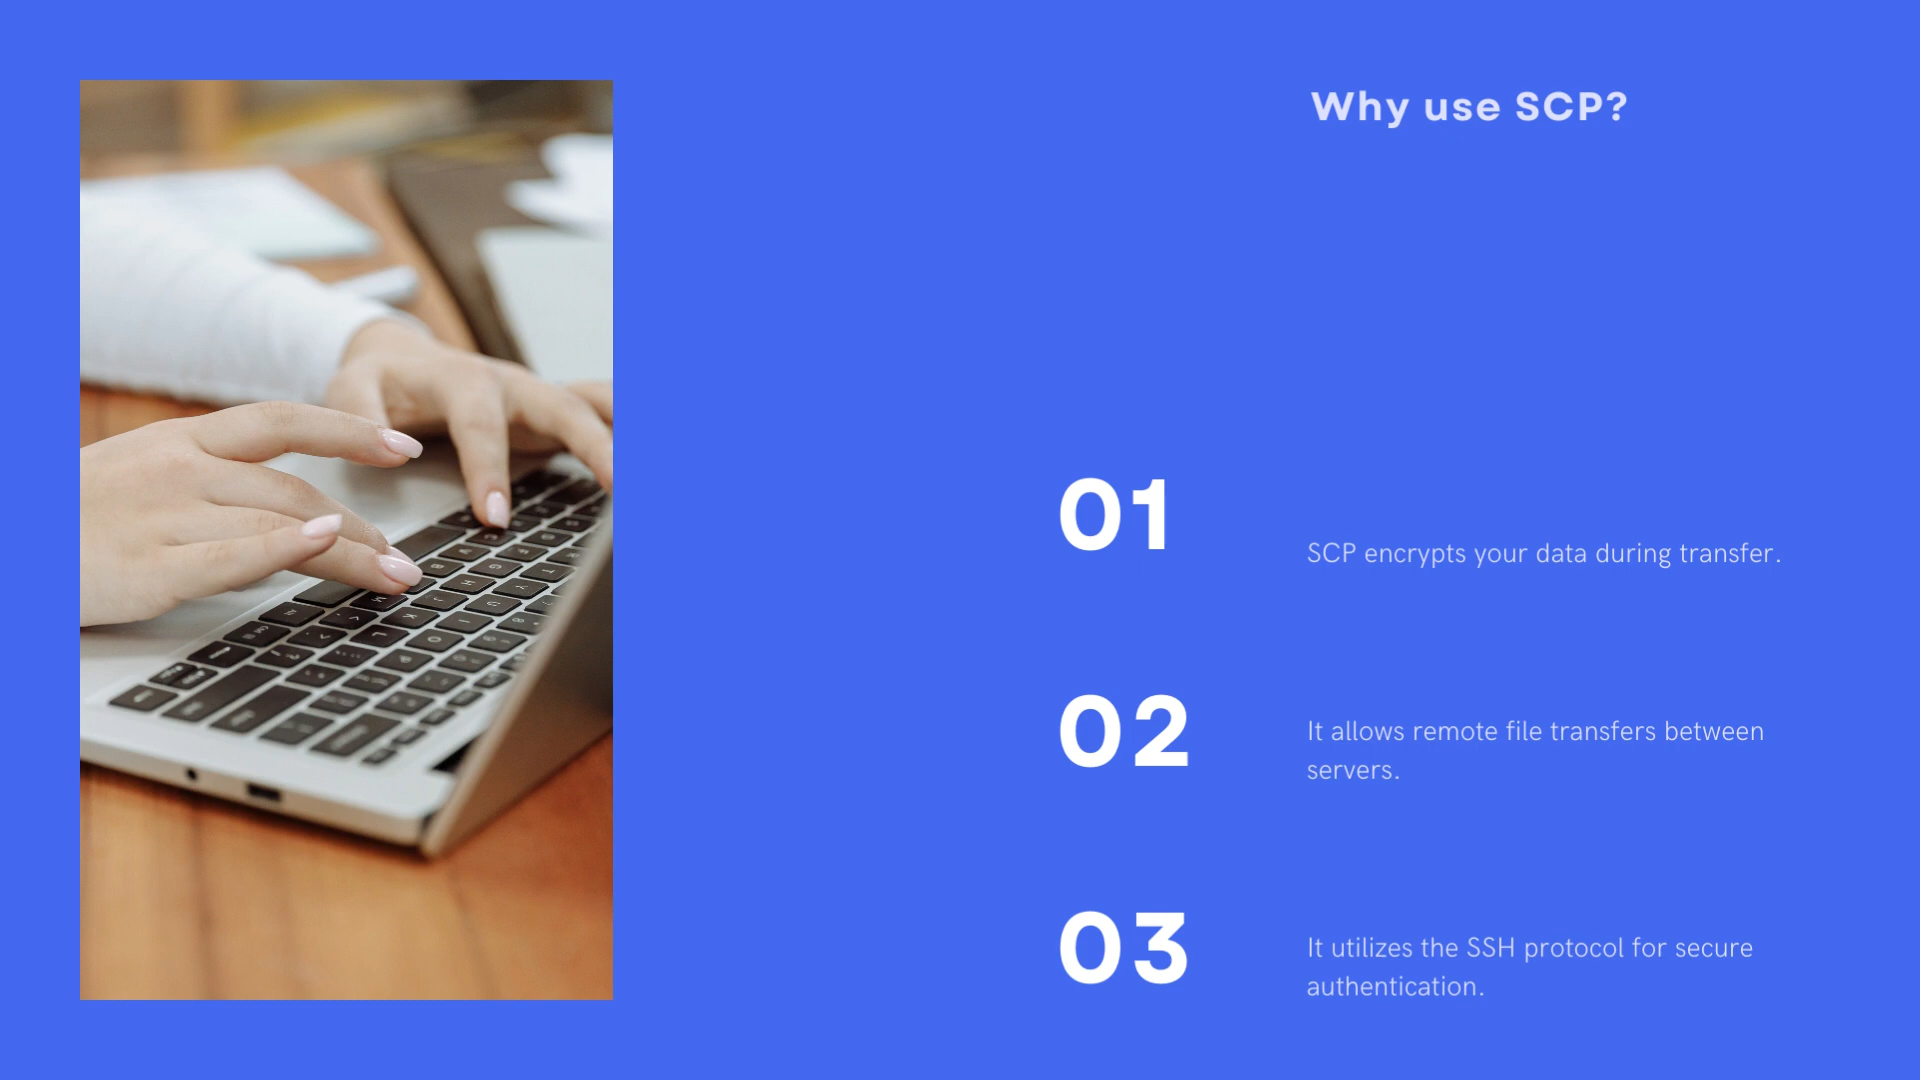 Why use SCP?
01
SCP encrypts your data during transfer.
02
It allows remote file transfers between
servers.
03
It utilizes the SSH protocol for secure
authentication.